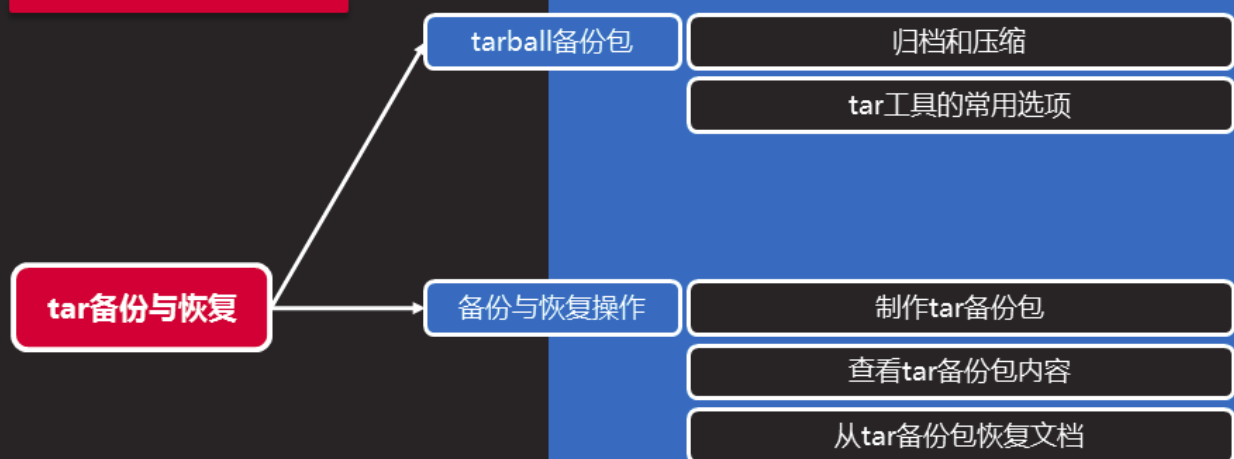 tar备份与恢复
tarball备份包
归档和压缩
tar工具的常用选项
备份与恢复操作
制作tar备份包
查看tar备份包内容
从tar备份包恢复文档